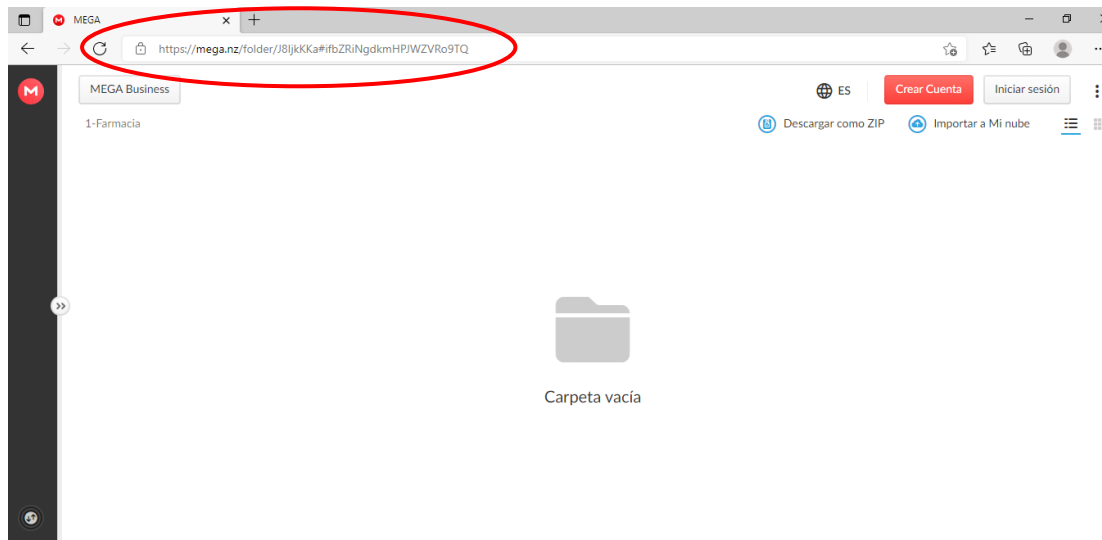 MEGA
https://mega.nz/folder/J8IjkKKa#ifbZRiNgdkmHPJWZVRo9TQ
MEGA Business
ES
Crear Cuenta
Iniciar sesión
1-Farmacia
Descargar como ZIP
Importar a Mi nube
Carpeta vacía